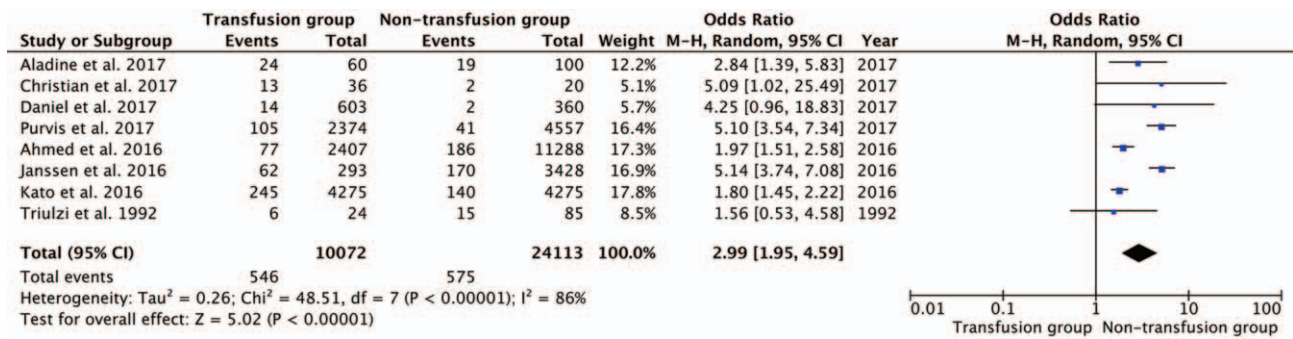 Transfusion group Non-transfusion group Odds Ratio Odds Ratio
Study or Subgroup Events Total Events Total Weight M-H, Random, 95% CI Year M-H, Random, 95% CI
Aladine et al. 2017 24 60 19 100 12.2% 2.84 [1.39, 5.83] 2017
Christian et al. 2017 13 36 2 20 5.1% 5.09 [1.02, 25.49] 2017
Daniel et al. 2017 14 603 2 360 5.7% 4.25 [0.96, 18.83] 2017
Purvis et al. 2017 105 2374 41 4557 16.4% 5.10 [3.54, 7.34] 2017
Ahmed et al. 2016 77 2407 186 11288 17.3% 1.97 [1.51, 2.58] 2016
Janssen et al. 2016 62 293 170 3428 16.9% 5.14 [3.74, 7.08] 2016
Kato et al. 2016 245 4275 140 4275 17.8% 1.80 [1.45, 2.22] 2016
Triulzi et al. 1992 6 24 15 85 8.5% 1.56 [0.53, 4.58] 1992
Total (95% CI) 10072 24113 100.0% 2.99 [1.95, 4.59]
Total events 546 575
Heterogeneity: Tau² = 0.26; Chi² = 48.51, df = 7 (P < 0.00001); I² = 86%
Test for overall effect: Z = 5.02 (P < 0.00001)
0.01 0.1 1 10 100
Transfusion group Non-transfusion group